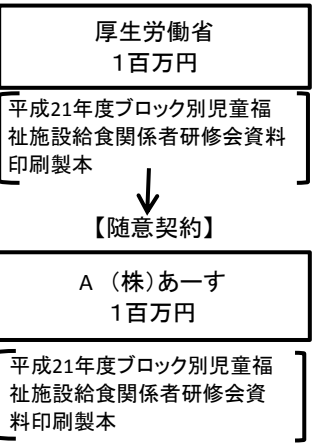 厚生労働省
１百万円
平成21年度ブロック別児童福
祉施設給食関係者研修会資料
印刷製本
【随意契約】
A （株）あーす
１百万円
平成21年度ブロック別児童福
祉施設給食関係者研修会資
料印刷製本